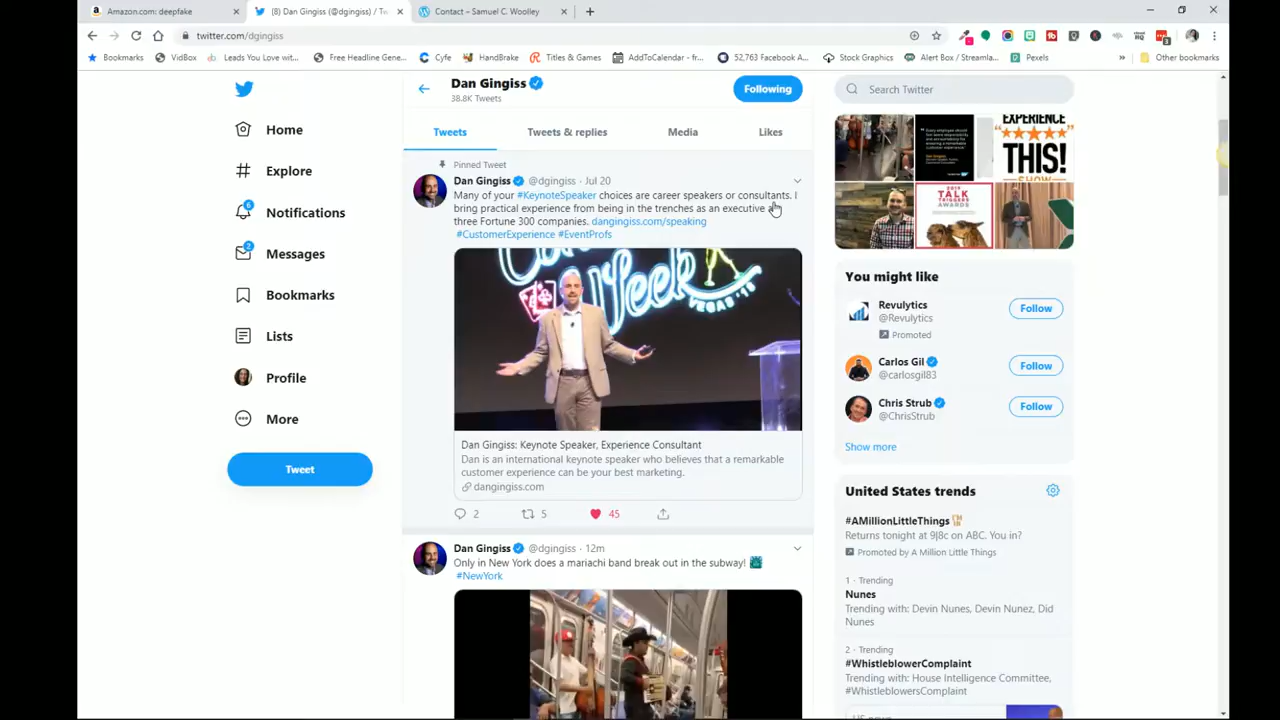 Amazon.com: deepfake
(8) Dan Gingiss (@dgingiss) / Tw
Contact – Samuel C. Woolley
twitter.com/dgingiss
Bookmarks
VidBox
Leads You Love wit...
Free Headline Gene...
Cyfe
HandBrake
Titles & Games
AddToCalendar - fr...
52,763 Facebook A...
Stock Graphics
Alert Box / Streamla...
Pexels
Other bookmarks
Home
Explore
6
Notifications
2
Messages
Bookmarks
Lists
Profile
More
Tweet
Dan Gingiss
38.8K Tweets
Following
Tweets
Tweets & replies
Media
Likes
Pinned Tweet
Dan Gingiss @dgingiss · Jul 20
Many of your #KeynoteSpeaker choices are career speakers or consultants. I
bring practical experience from being in the trenches as an executive
three Fortune 300 companies. dangingiss.com/speaking
#CustomerExperience #EventProfs
Week
VEGAS '18
Dan Gingiss: Keynote Speaker, Experience Consultant
Dan is an international keynote speaker who believes that a remarkable
customer experience can be your best marketing.
dangingiss.com
2
5
45
Dan Gingiss @dgingiss · 12m
Only in New York does a mariachi band break out in the subway!
#NewYork
Search Twitter
EXPERIENCE
THIS!
SHOW
TALK
TRIGGERS
AWARDS
You might like
Revulytics
@Revulytics
Promoted
Follow
Carlos Gil
@carlosgil83
Follow
Chris Strub
@ChrisStrub
Follow
Show more
United States trends
#AMillionLittleThings
Returns tonight at 9|8c on ABC. You in?
Promoted by A Million Little Things
1 · Trending
Nunes
Trending with: Devin Nunes, Devin Nunez, Did
Nunes
2 · Trending
#WhistleblowerComplaint
Trending with: House Intelligence Committee,
#WhistleblowersComplaint